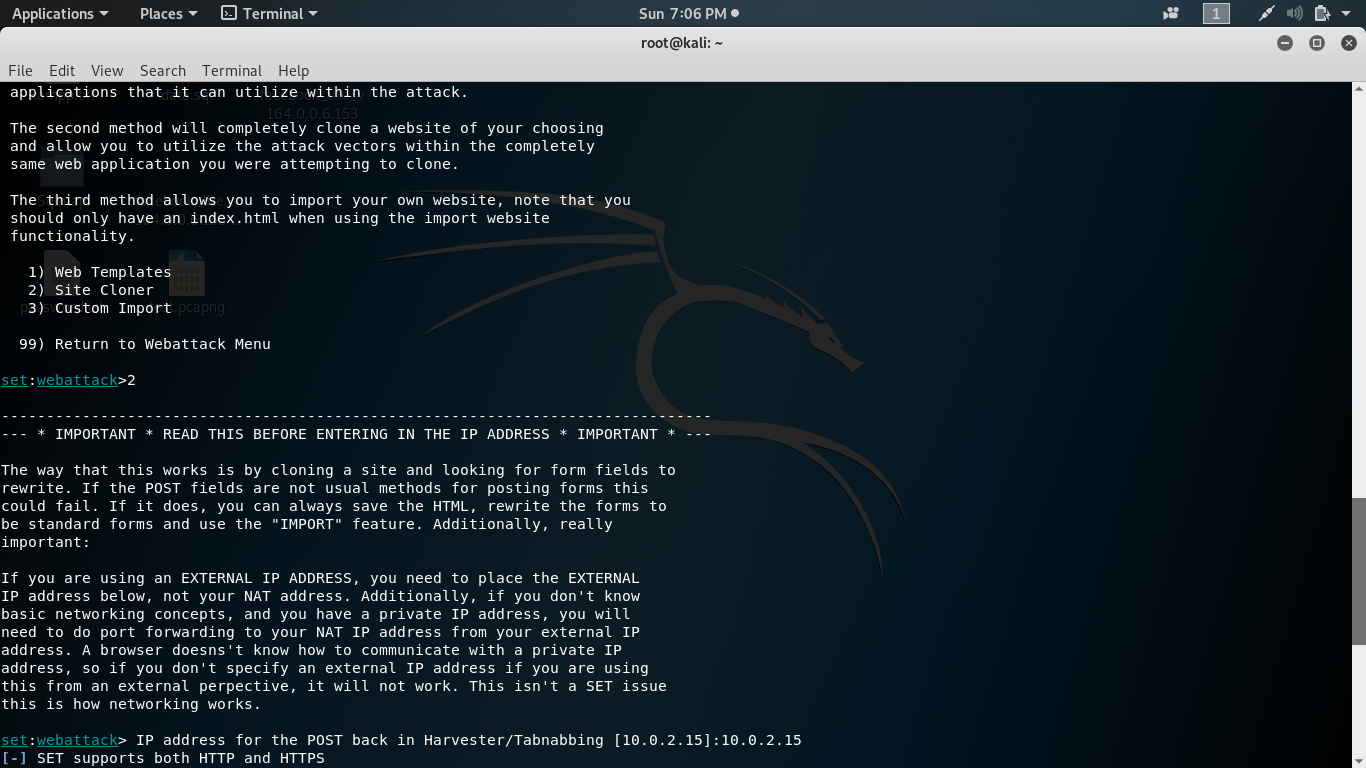 Applications Places Terminal Sun 7:06 PM 1
root@kali: ~
File Edit View Search Terminal Help
applications that it can utilize within the attack.
164.0.0.6.153
The second method will completely clone a website of your choosing
and allow you to utilize the attack vectors within the completely
same web application you were attempting to clone.
The third method allows you to import your own website, note that you
should only have an index.html when using the import website
functionality.
1) Web Templates
2) Site Cloner
3) Custom Import
99) Return to Webattack Menu
set:webattack>2
-------------------------------------------------------------------------------
--- * IMPORTANT * READ THIS BEFORE ENTERING IN THE IP ADDRESS * IMPORTANT * ---
The way that this works is by cloning a site and looking for form fields to
rewrite. If the POST fields are not usual methods for posting forms this
could fail. If it does, you can always save the HTML, rewrite the forms to
be standard forms and use the "IMPORT" feature. Additionally, really
important:
If you are using an EXTERNAL IP ADDRESS, you need to place the EXTERNAL
IP address below, not your NAT address. Additionally, if you don't know
basic networking concepts, and you have a private IP address, you will
need to do port forwarding to your NAT IP address from your external IP
address. A browser doesns't know how to communicate with a private IP
address, so if you don't specify an external IP address if you are using
this from an external perpective, it will not work. This isn't a SET issue
this is how networking works.
set:webattack> IP address for the POST back in Harvester/Tabnabbing [10.0.2.15]:10.0.2.15
[-] SET supports both HTTP and HTTPS